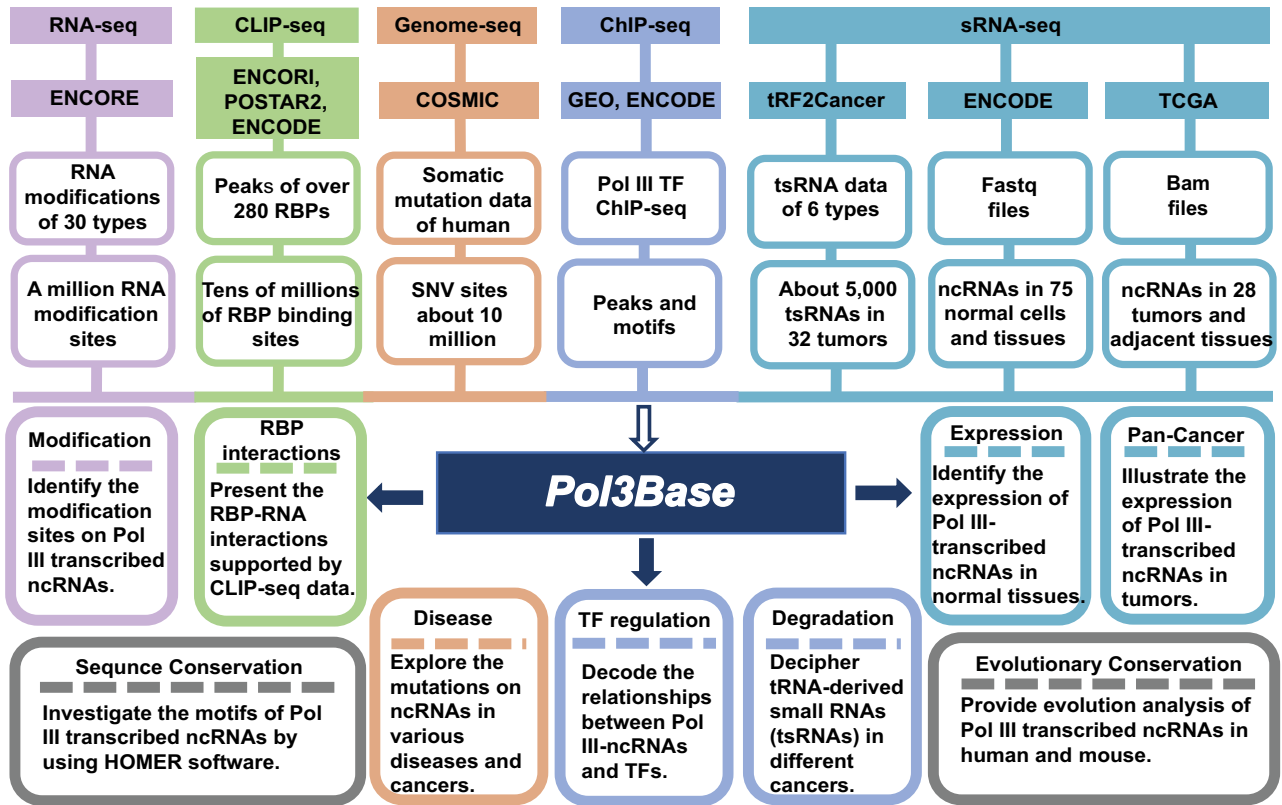 RNA-seq
CLIP-seq
Genome-seq
ChIP-seq
sRNA-seq
ENCORE
ENCORI,
POSTAR2,
ENCODE
COSMIC
GEO, ENCODE
tRF2Cancer
ENCODE
TCGA
RNA
modifications
of 30 types
Peaks of over
280 RBPs
Somatic
mutation data
of human
Pol III TF
ChIP-seq
tsRNA data
of 6 types
Fastq
files
Bam
files
A million RNA
modification
sites
Tens of millions
of RBP binding
sites
SNV sites
about 10
million
Peaks and
motifs
About 5,000
tsRNAs in
32 tumors
ncRNAs in 75
normal cells
and tissues
ncRNAs in 28
tumors and
adjacent tissues
Modification
Identify the
modification
sites on Pol
III transcribed
ncRNAs.
RBP
interactions
Present the
RBP-RNA
interactions
supported by
CLIP-seq data.
Pol3Base
Expression
Identify the
expression of
Pol III-
transcribed
ncRNAs in
normal tissues.
Pan-Cancer
Illustrate the
expression
of Pol III-
transcribed
ncRNAs in
tumors.
Sequnce Conservation
Investigate the motifs of Pol
III transcribed ncRNAs by
using HOMER software.
Disease
Explore the
mutations on
ncRNAs in
various
diseases and
cancers.
TF regulation
Decode the
relationships
between Pol
III-ncRNAs
and TFs.
Degradation
Decipher
tRNA-derived
small RNAs
(tsRNAs) in
different
cancers.
Evolutionary Conservation
Provide evolution analysis of
Pol III transcribed ncRNAs in
human and mouse.